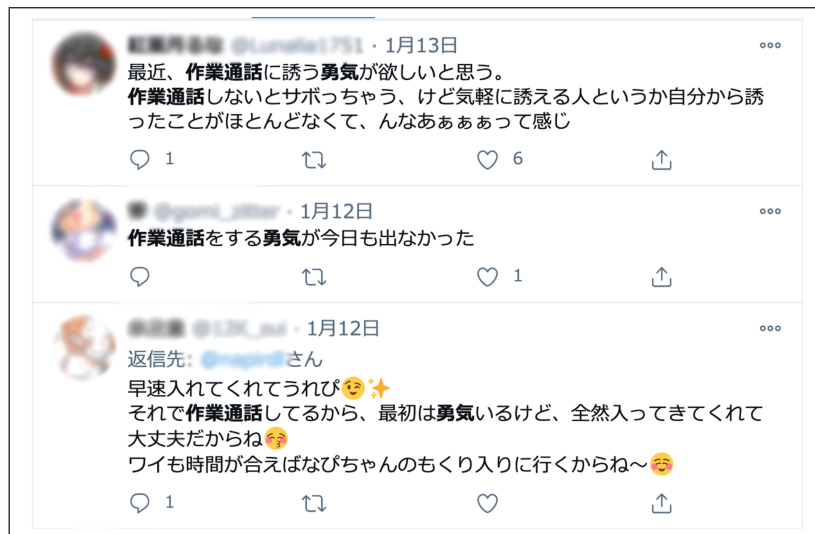 · 1月13日
最近、作業通話に誘う勇気が欲しいと思う。
作業通話しないとサボっちゃう、けど気軽に誘える人というか自分から誘
ったことがほとんどなくて、んなあぁぁぁって感じ
1 6
· 1月12日
作業通話をする勇気が今日も出なかった
1
· 1月12日
返信先: さん
早速入れてくれてうれぴ😉✨
それで作業通話してるから、最初は勇気いるけど、全然入ってきてくれて
大丈夫だからね😚
ワイも時間が合えばなぴちゃんのもくり入りに行くからね〜☺️
1